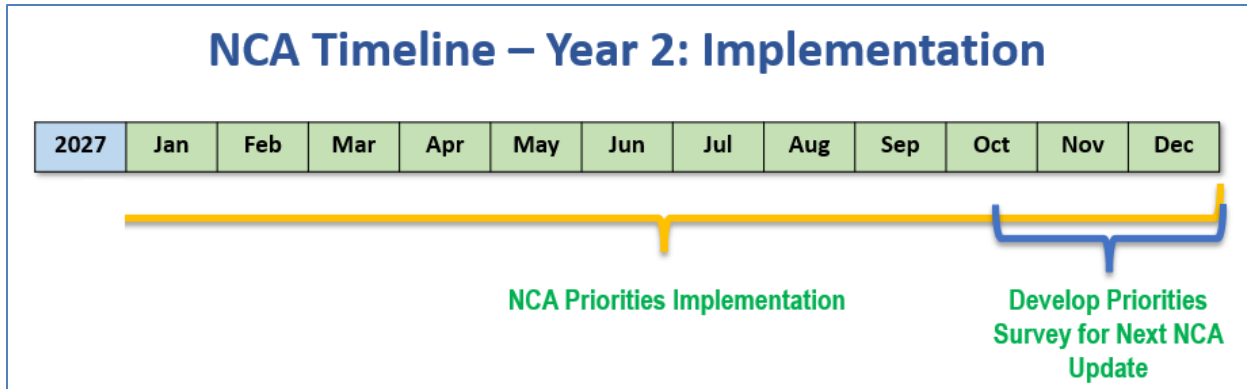 NCA Timeline – Year 2: Implementation
2027 Jan Feb Mar Apr May Jun Jul Aug Sep Oct Nov Dec
NCA Priorities Implementation
Develop Priorities
Survey for Next NCA
Update